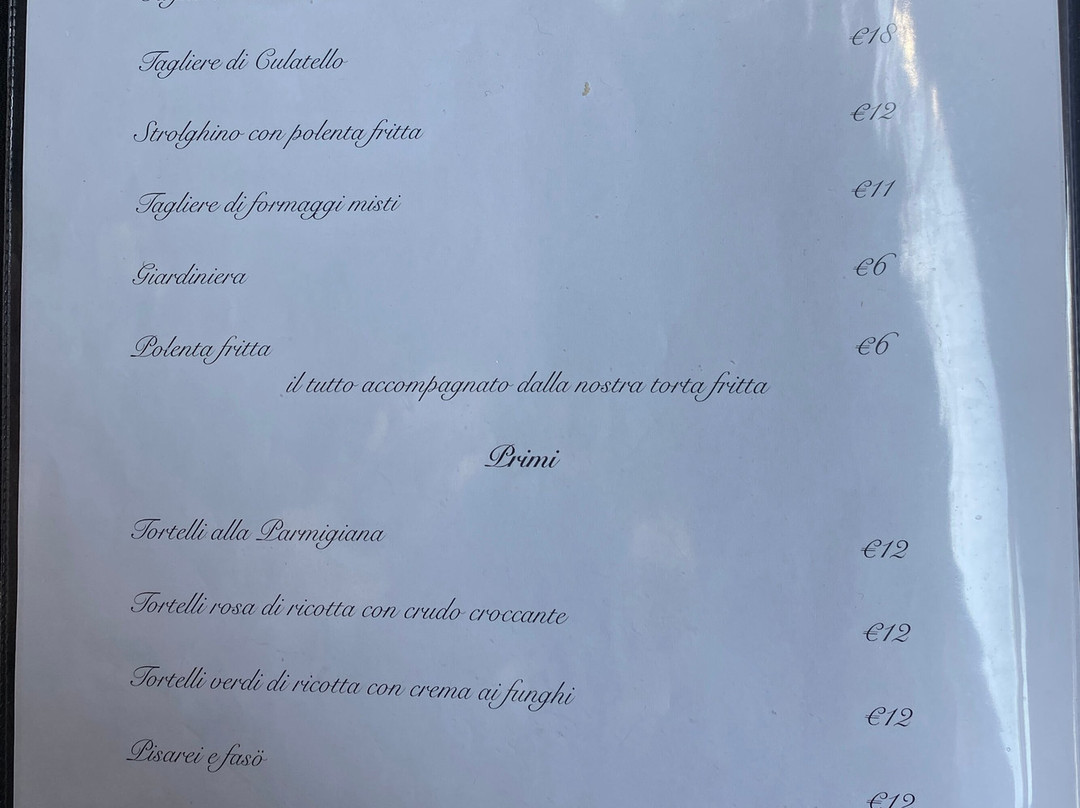 Tagliere di Culatello €18
Strolghino con polenta fritta €12
Tagliere di formaggi misti €11
Giardiniera €6
Polenta fritta €6
il tutto accompagnato dalla nostra torta fritta
Primi
Tortelli alla Parmigiana €12
Tortelli rosa di ricotta con crudo croccante €12
Tortelli verdi di ricotta con crema ai funghi €12
Pisarei e fasö €12